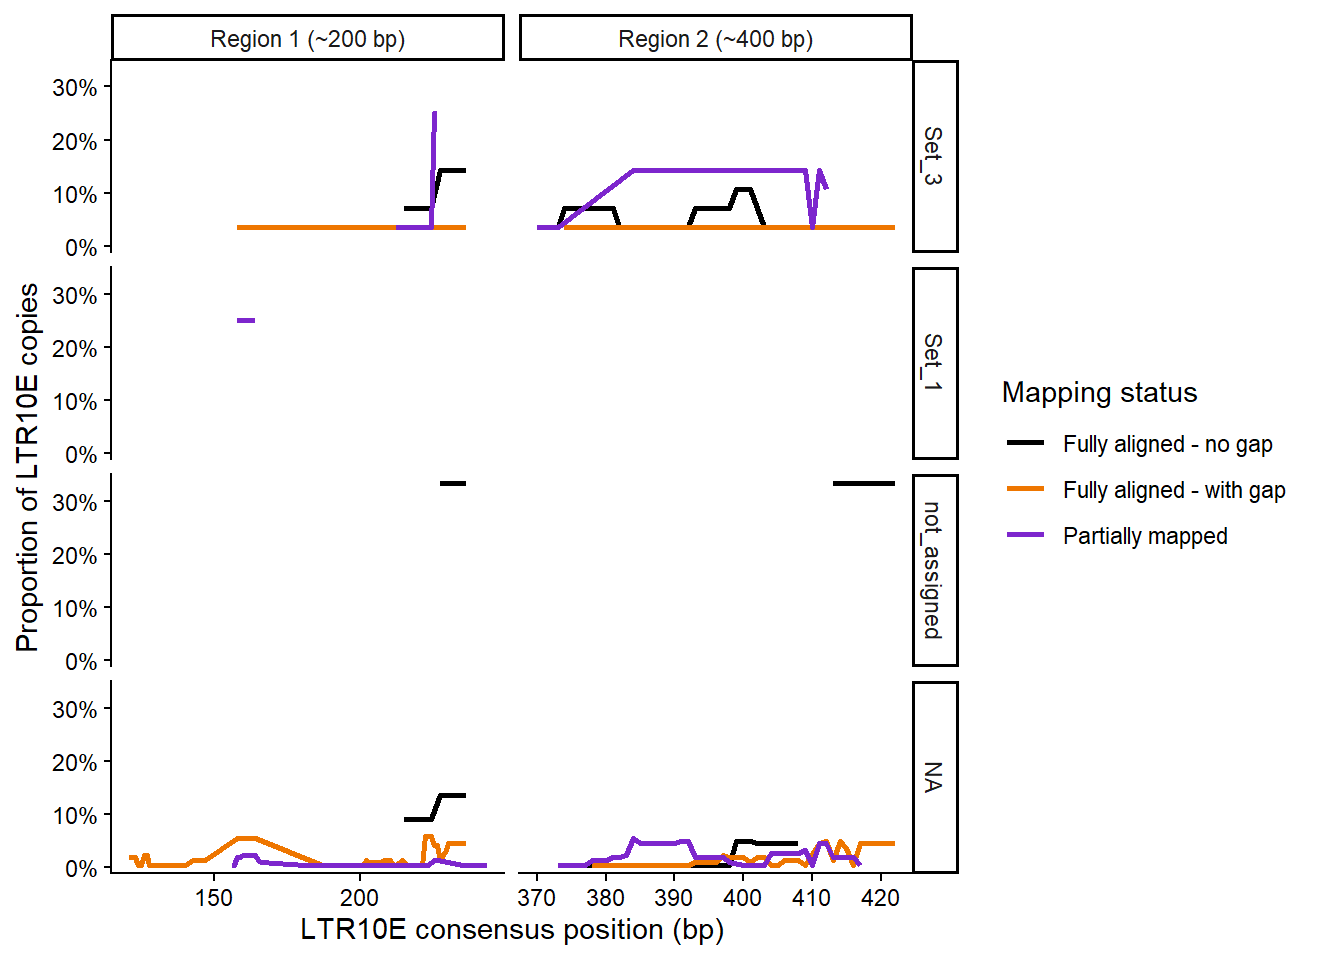 Region 1 (~200 bp)
Region 2 (~400 bp)
30%
20%
10%
0%
Set_3
30%
20%
10%
0%
Set_1
30%
20%
10%
0%
not_assigned
30%
20%
10%
0%
NA
150
200
370
380
390
400
410
420
LTR10E consensus position (bp)
Proportion of LTR10E copies
Mapping status
Fully aligned - no gap
Fully aligned - with gap
Partially mapped